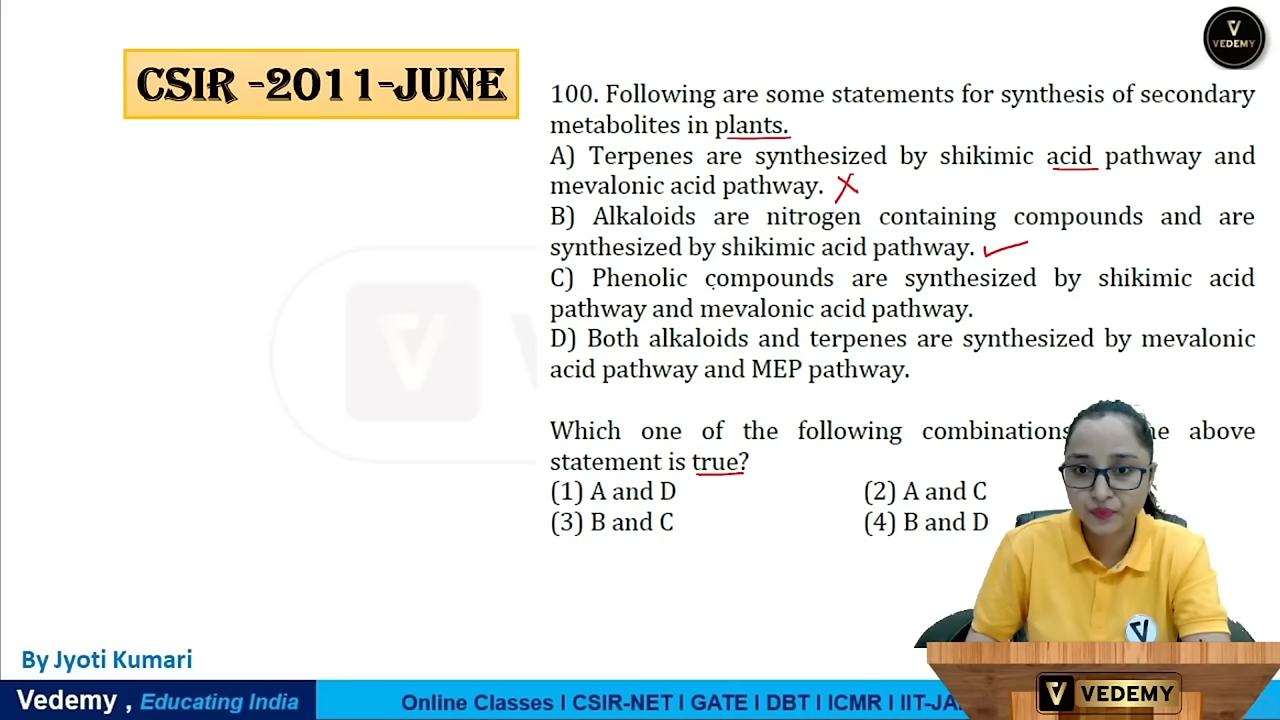 VEDEMY
CSIR -2011-JUNE
100. Following are some statements for synthesis of secondary
metabolites in plants.
A) Terpenes are synthesized by shikimic acid pathway and
mevalonic acid pathway.
B) Alkaloids are nitrogen containing compounds and are
synthesized by shikimic acid pathway.
C) Phenolic compounds are synthesized by shikimic acid
pathway and mevalonic acid pathway.
D) Both alkaloids and terpenes are synthesized by mevalonic
acid pathway and MEP pathway.
Which one of the following combinations above
statement is true?
(1) A and D (2) A and C
(3) B and C (4) B and D
By Jyoti Kumari
Vedemy , Educating India
Online Classes I CSIR-NET I GATE I DBT I ICMR I
VEDEMY